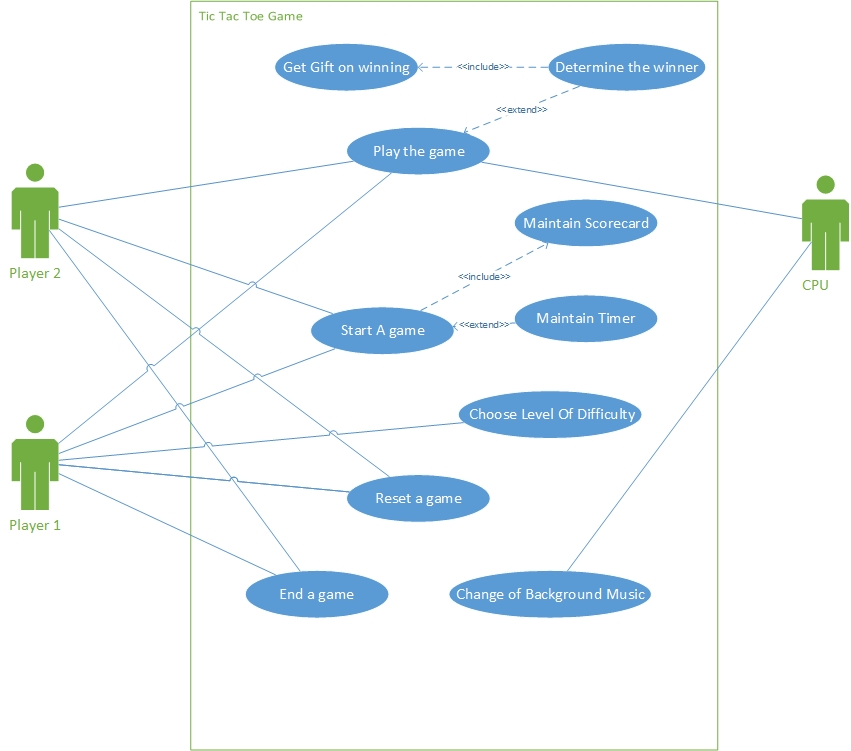 Tic Tac Toe Game
Get Gift on winning
<<include>>
Determine the winner
<<extend>>
Play the game
Player 2
Maintain Scorecard
CPU
<<include>>
Start A game
<<extend>>
Maintain Timer
Choose Level Of Difficulty
Reset a game
Player 1
End a game
Change of Background Music